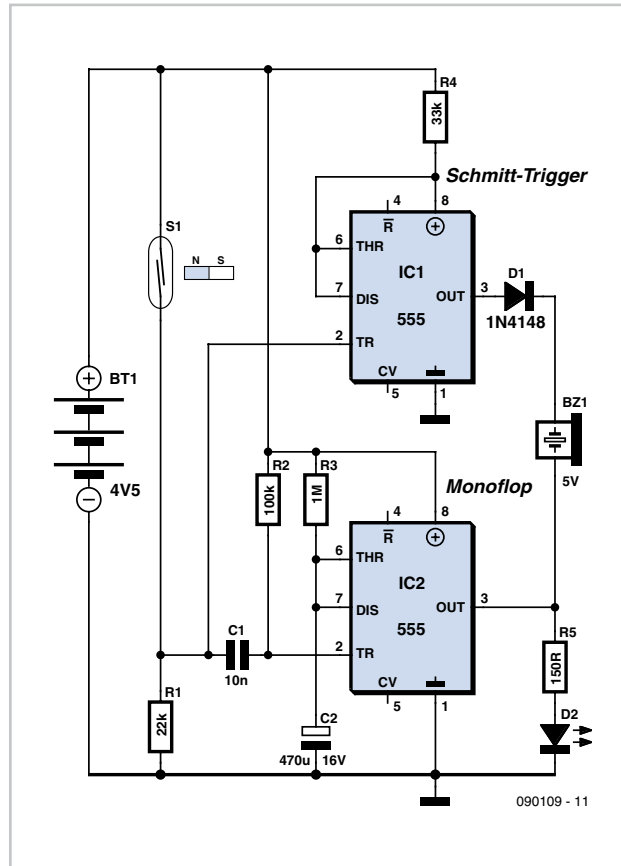 R4
33k
Schmitt-Trigger
S1
N S
4
8
R
6
THR
7
DIS
IC1
OUT
3
D1
1N4148
555
2
TR
CV
5
1
BT1
4V5
BZ1
5V
R2
100k
R3
1M
Monoflop
4
8
R
6
THR
7
DIS
IC2
OUT
3
555
C1
10n
2
TR
CV
5
1
R5
150R
R1
22k
C2
470u 16V
D2
090109 - 11